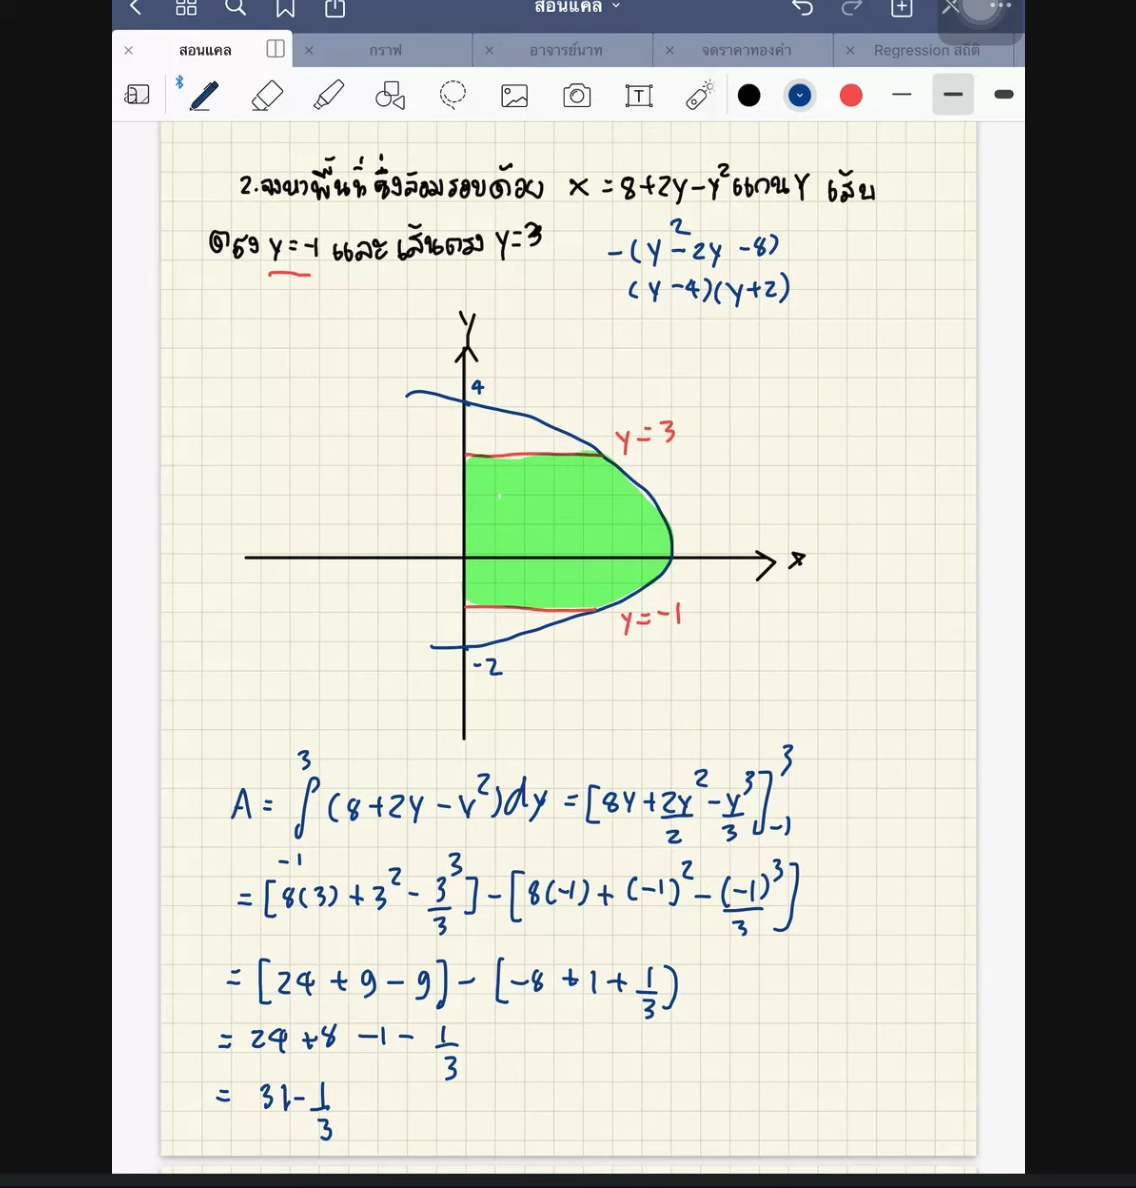 สอนแคล
สอนแคล
กราฟ
อาจารย์นาท
จดราคาทองคำ
Regression สถิติ
2. จงหาพื้นที่ ซึ่งล้อมรอบด้วย x = 8+2y-y² แกน Y เส้น
ตรง y=-1 และ เส้นตรง y=3
-(y²-2y-8)
(y-4)(y+2)
Y
4
y=3
x
y=-1
-2
A = ∫₋₁³ (8+2y-y²)dy = [8y+2y²/2-y³/3]₋₁³
= [8(3)+3²-3³/3]-[8(-1)+(-1)²-(-1)³/3]
= [24+9-9]-[-8+1+1/3)
= 24+8-1-1/3
= 31-1/3